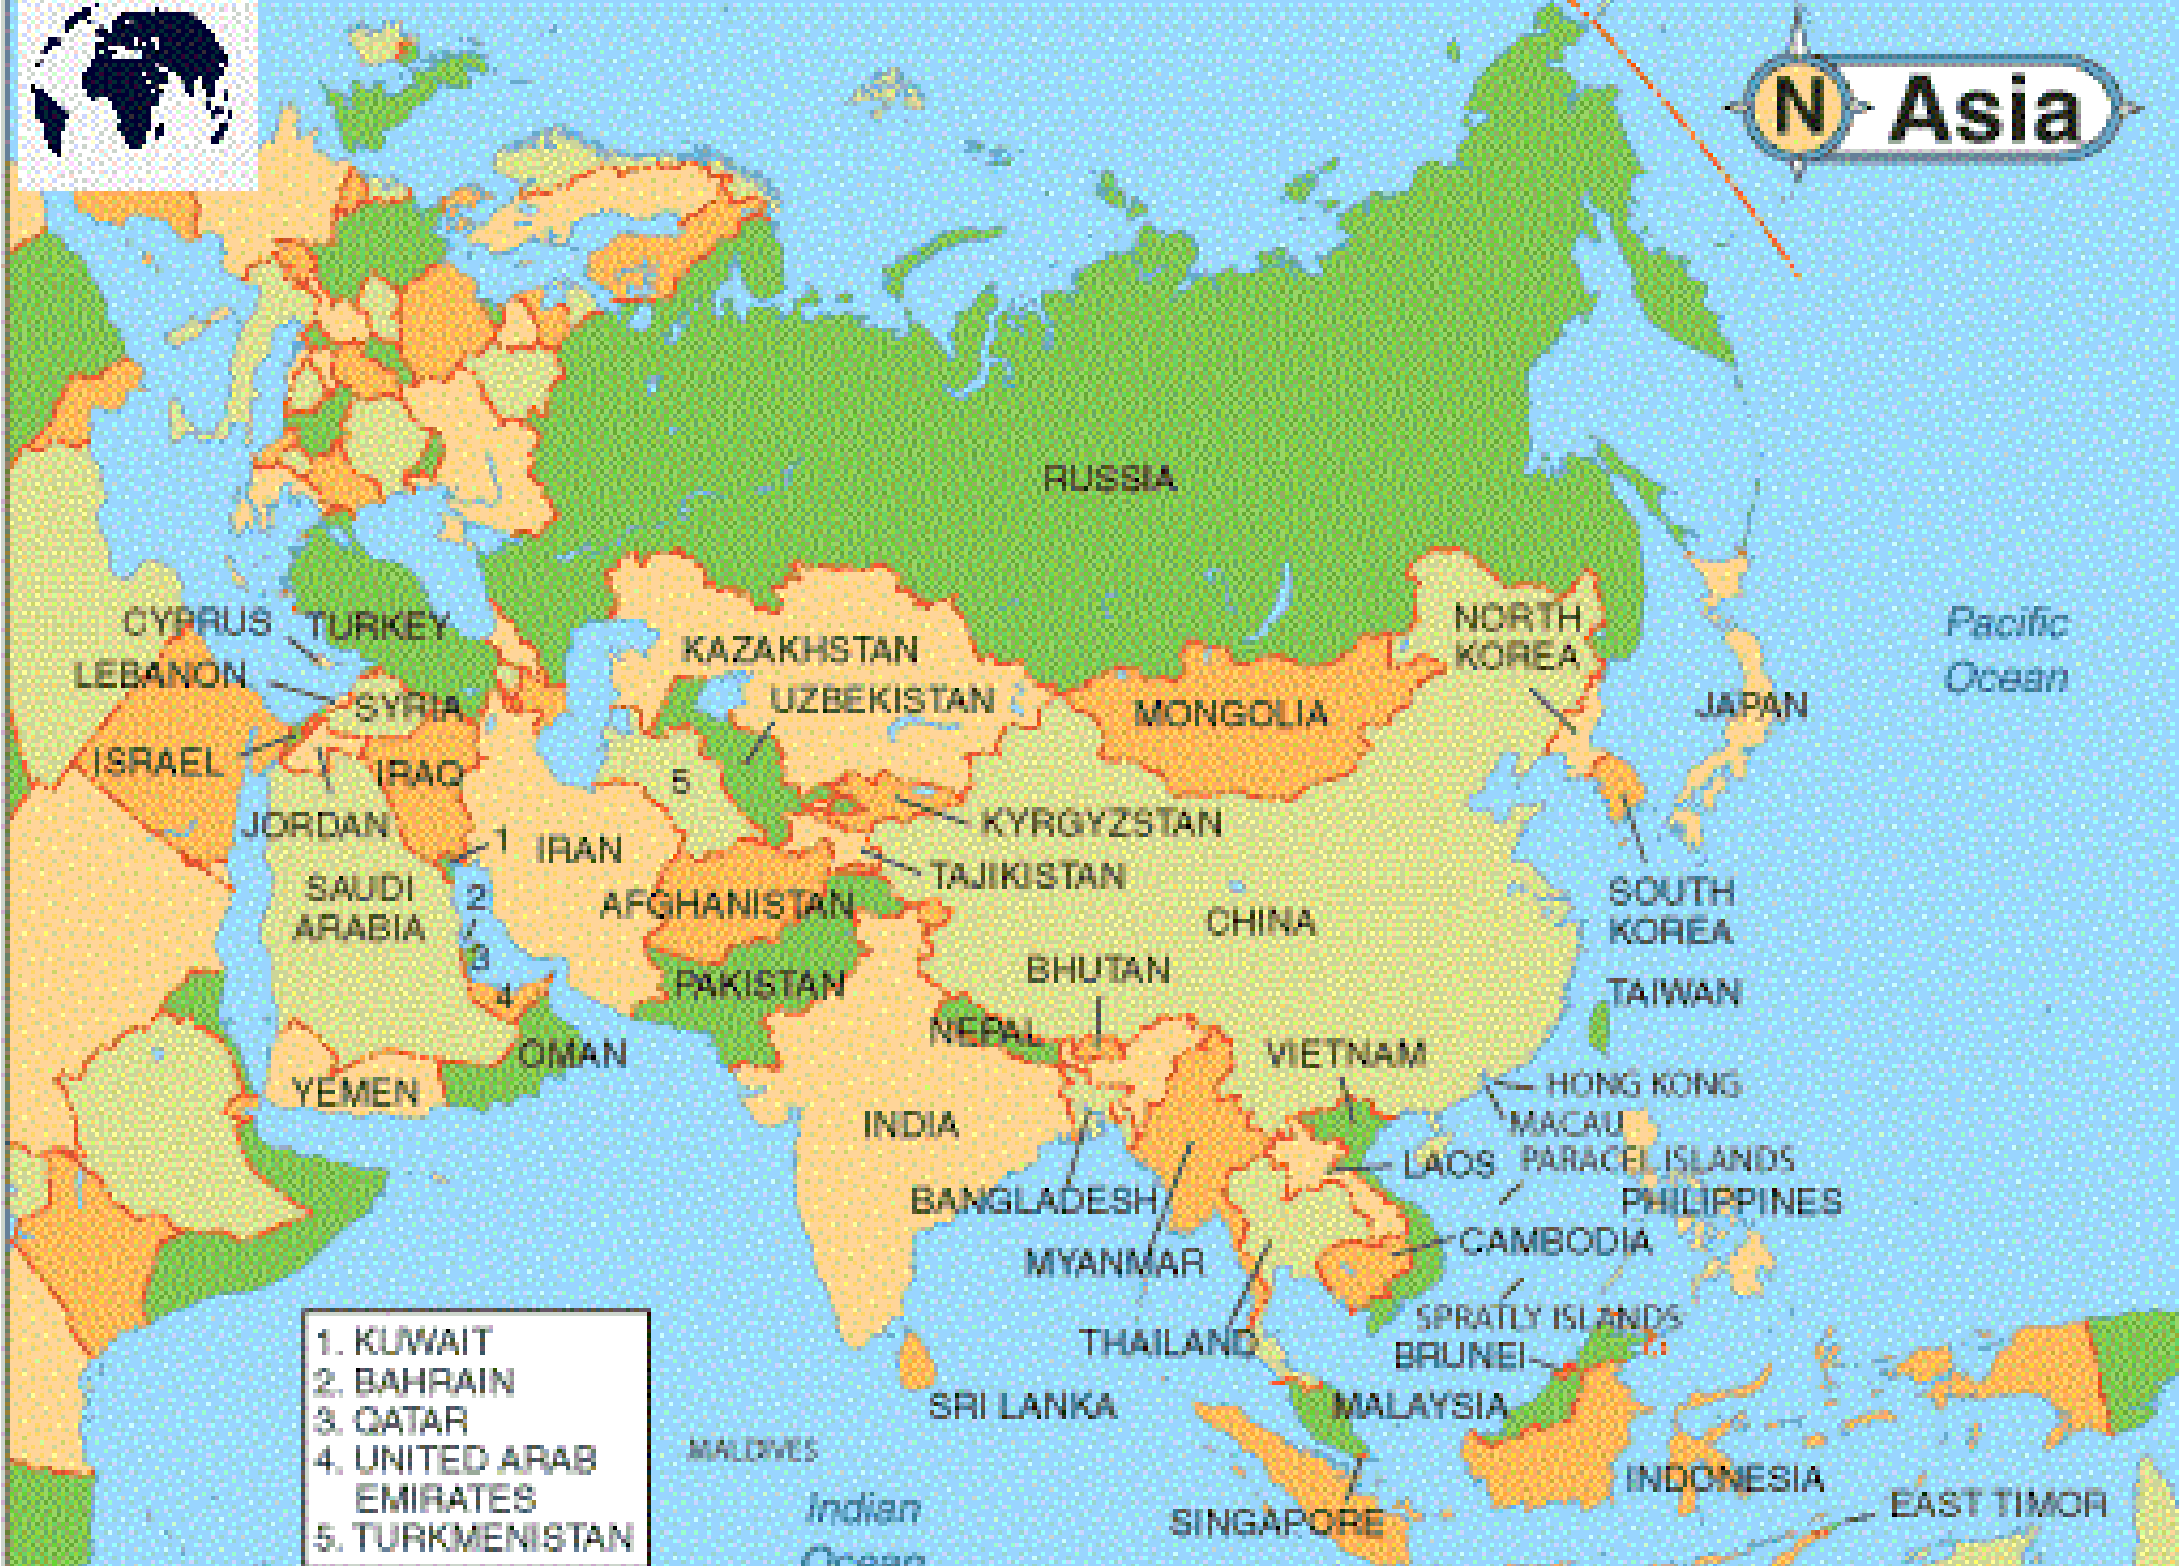 N Asia
RUSSIA
CYPRUS
TURKEY
NORTH
KOREA
Pacific
Ocean
KAZAKHSTAN
LEBANON
SYRIA
UZBEKISTAN
MONGOLIA
JAPAN
ISRAEL
IRAQ
5
JORDAN
1
IRAN
KYRGYZSTAN
TAJIKISTAN
SAUDI
ARABIA
2
3
4
AFGHANISTAN
CHINA
SOUTH
KOREA
PAKISTAN
BHUTAN
TAIWAN
NEPAL
OMAN
VIETNAM
YEMEN
HONG KONG
INDIA
MACAU
LAOS
PARACEL ISLANDS
BANGLADESH
PHILIPPINES
MYANMAR
CAMBODIA
SPRATLY ISLANDS
THAILAND
BRUNEI
SRI LANKA
MALAYSIA
MALDIVES
INDONESIA
SINGAPORE
EAST TIMOR
Indian
Ocean
1. KUWAIT
2. BAHRAIN
3. QATAR
4. UNITED ARAB
EMIRATES
5. TURKMENISTAN